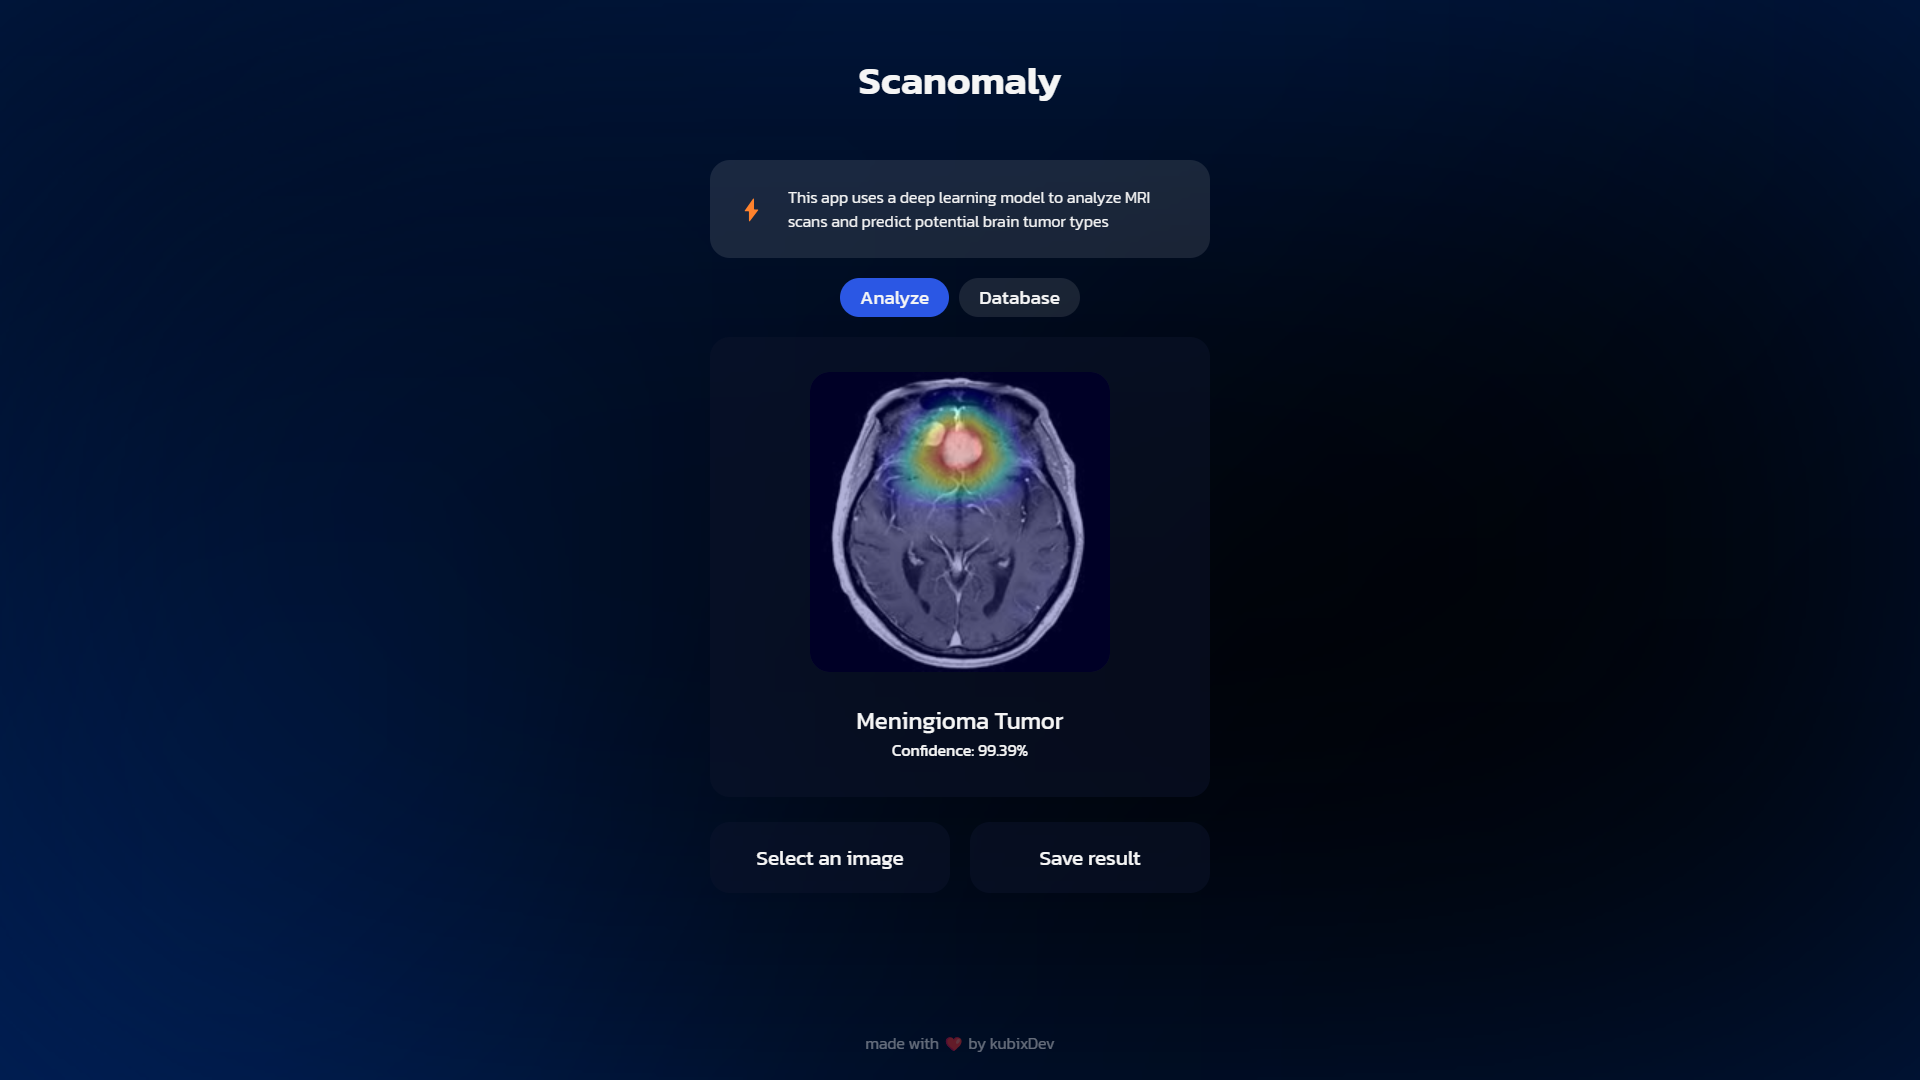 Scanomaly
This app uses a deep learning model to analyze MRI
scans and predict potential brain tumor types
Analyze
Database
Meningioma Tumor
Confidence: 99.39%
Select an image
Save result
made with ❤️ by kubixDev